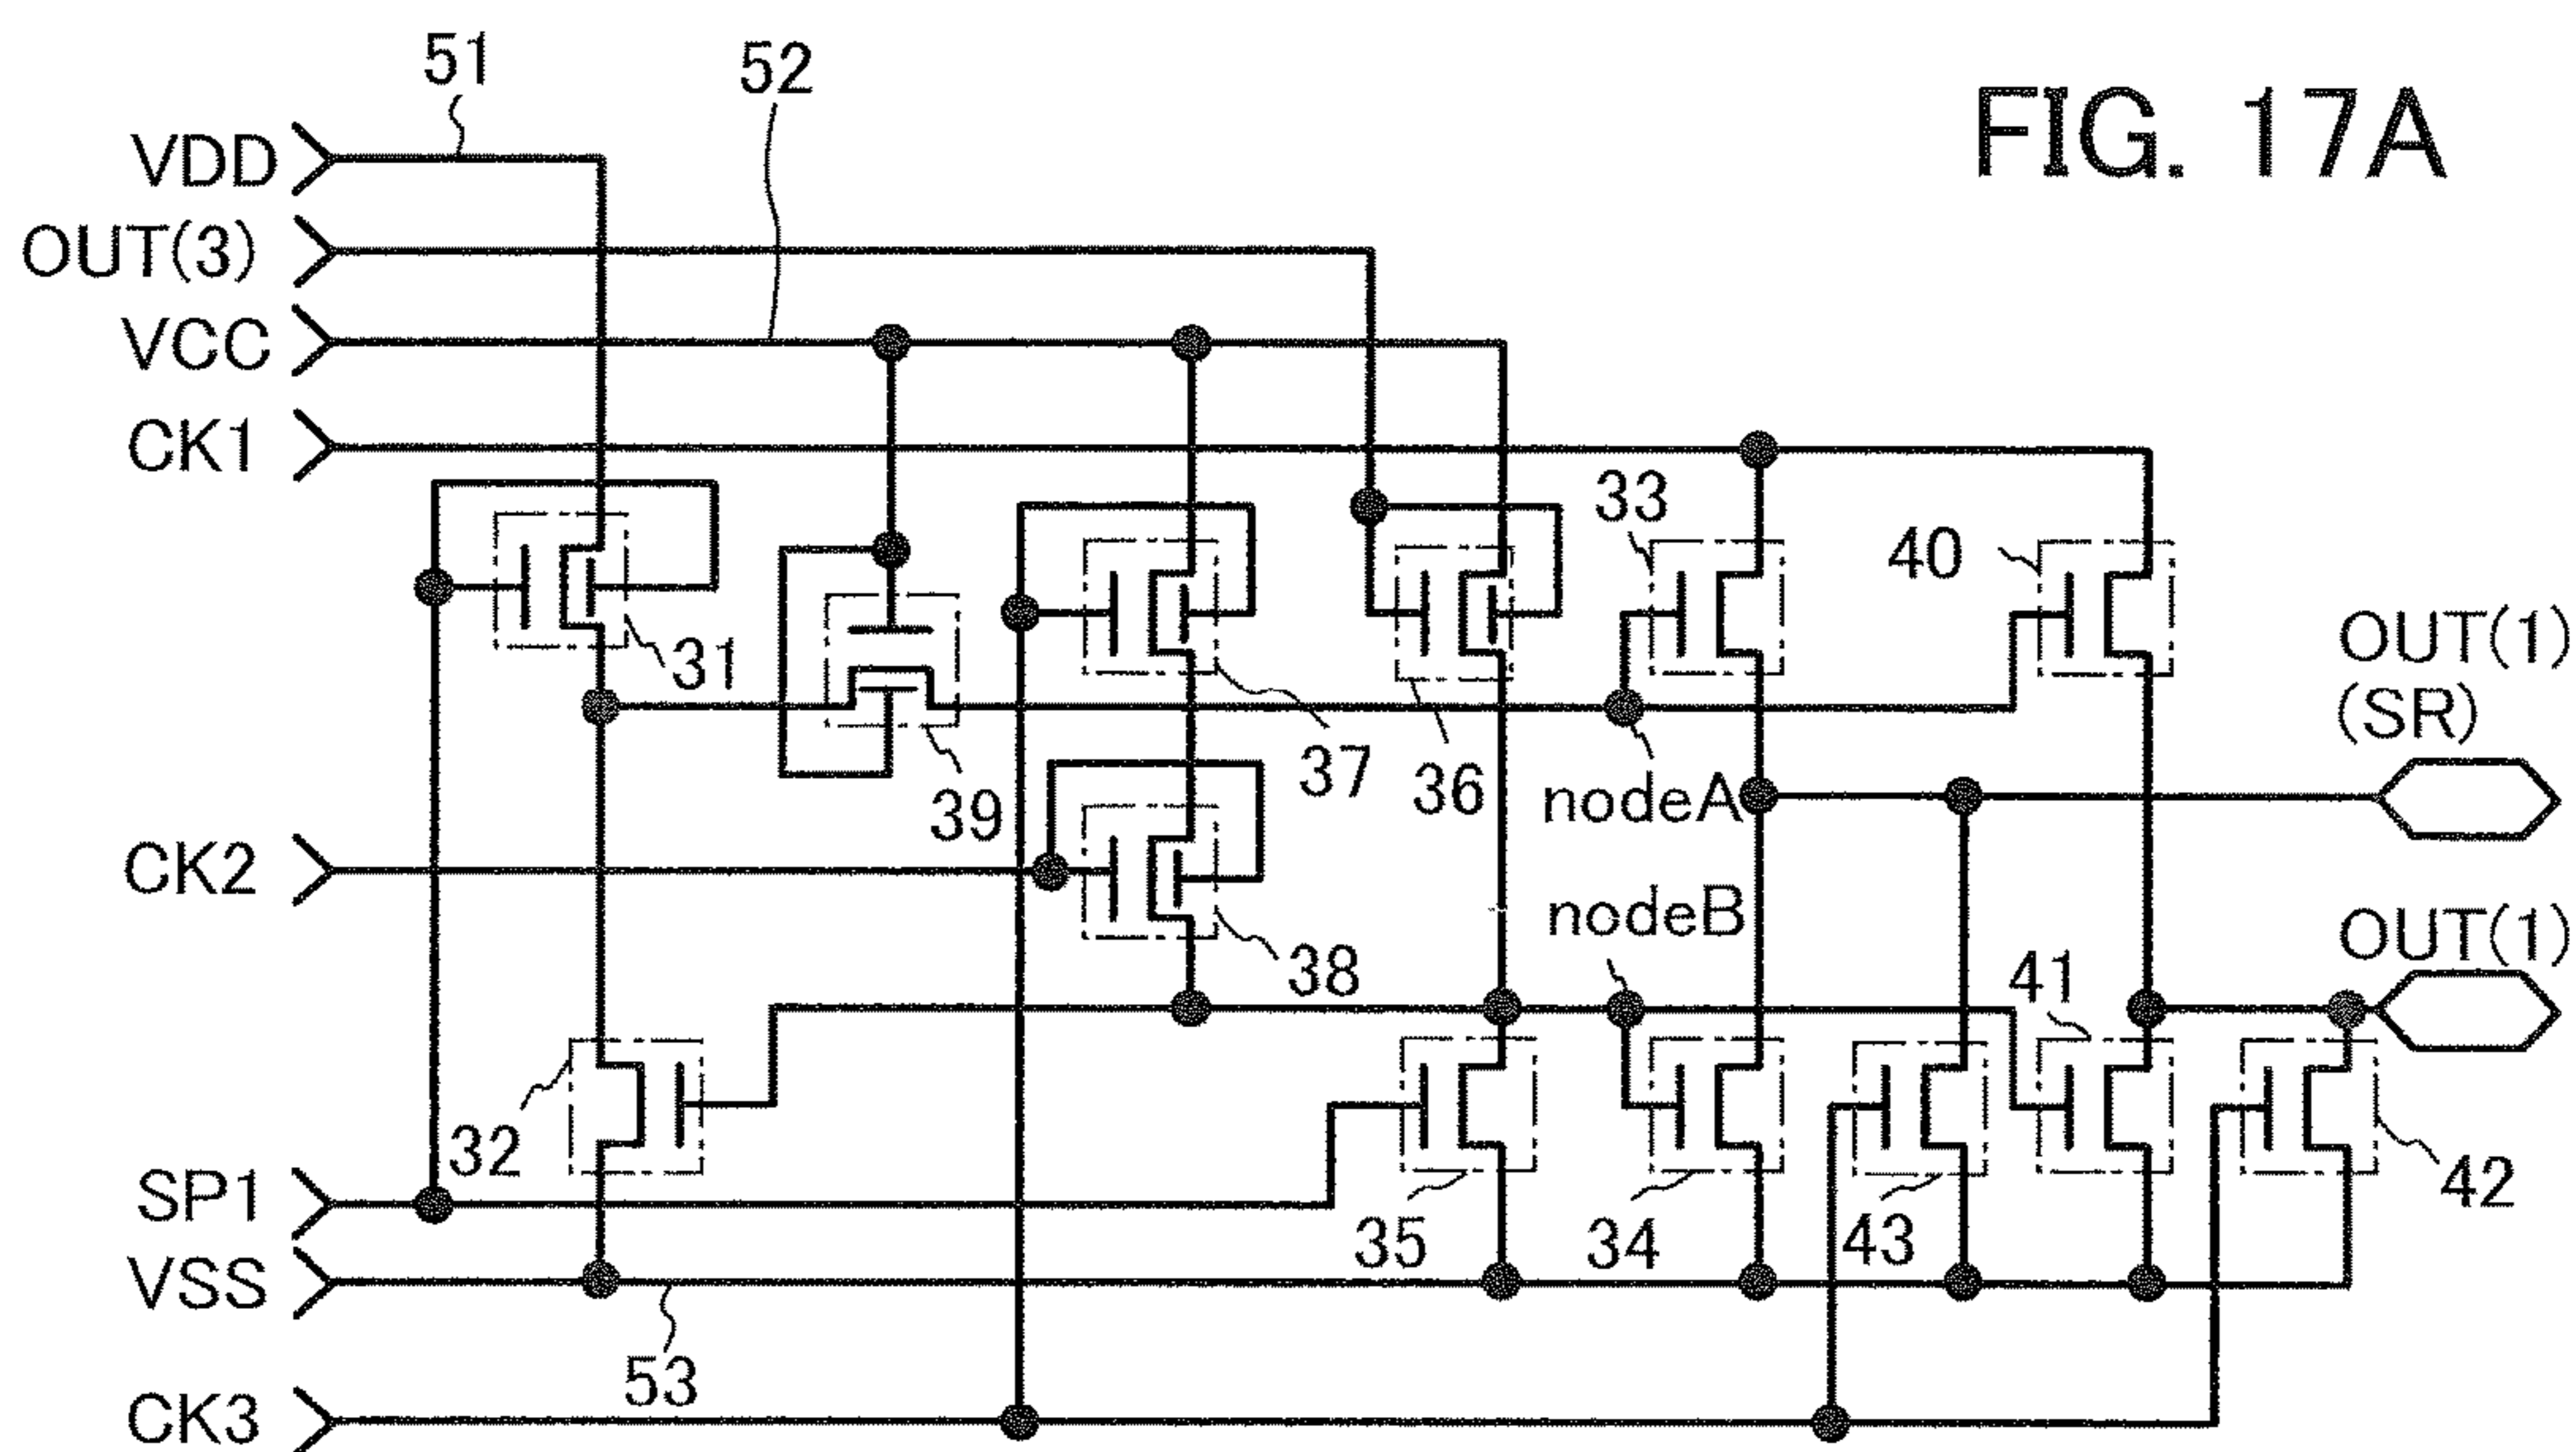 FIG. 17A
51
52
VDD
OUT(3)
VCC
CK1
33
40
31
OUT(1)
(SR)
37
36
39
nodeA
CK2
nodeB
38
41
OUT(1)
32
SP1
35
34
43
42
VSS
53
CK3